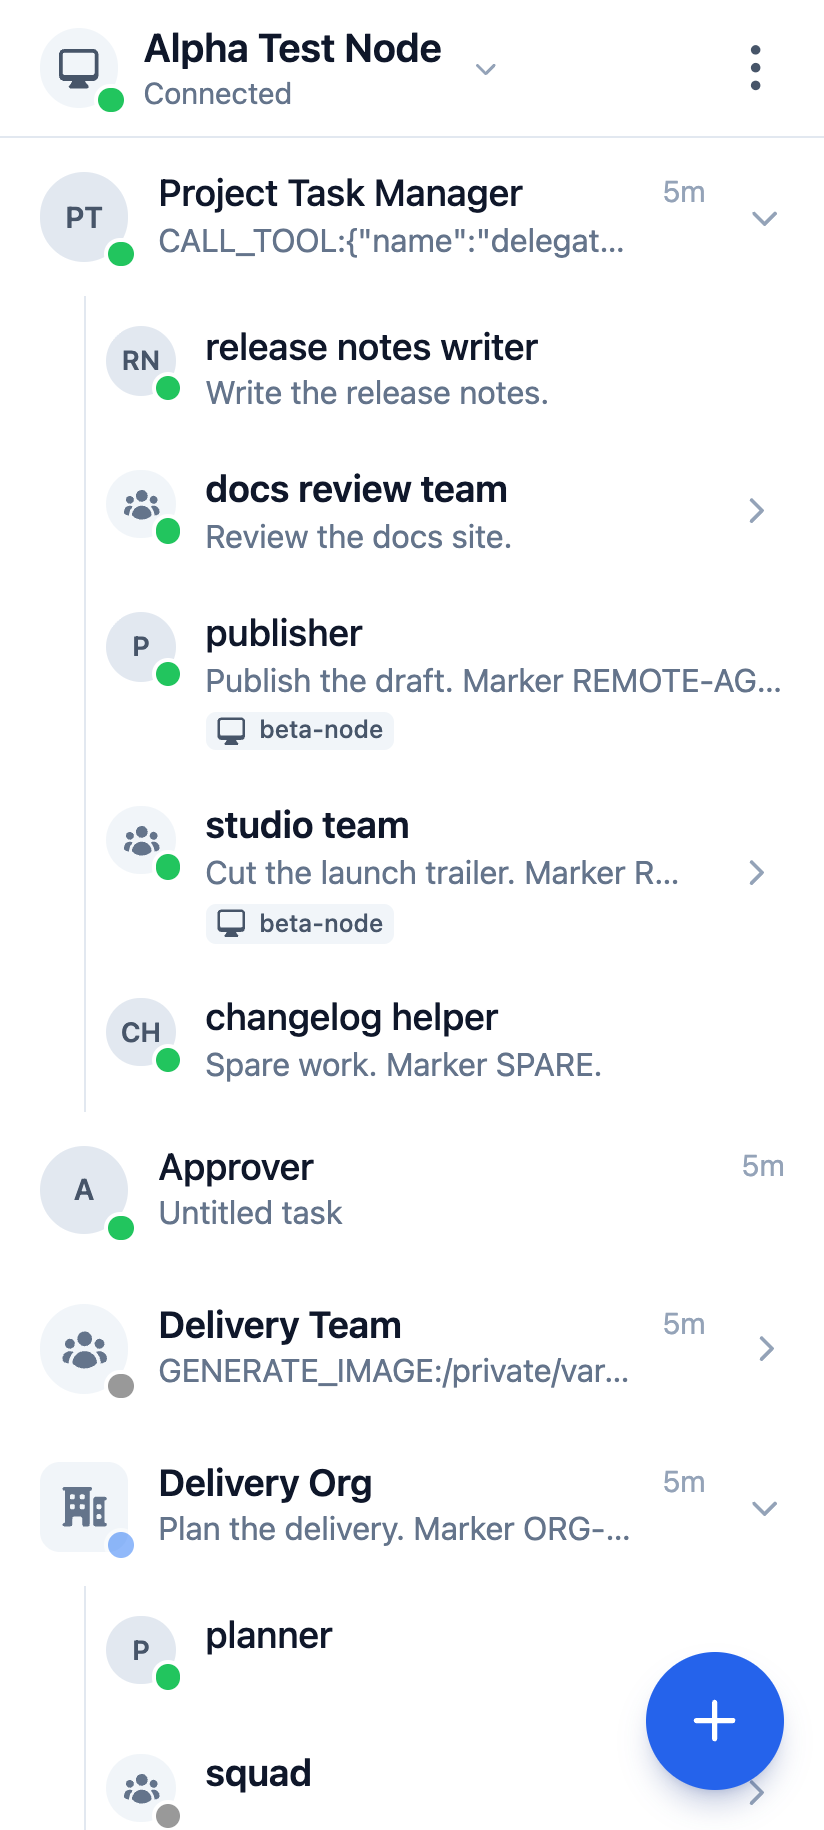 Alpha Test Node
Connected
PT
Project Task Manager
5m
CALL_TOOL:{"name":"delegat...
RN
release notes writer
Write the release notes.
docs review team
Review the docs site.
P
publisher
Publish the draft. Marker REMOTE-AG...
beta-node
studio team
Cut the launch trailer. Marker R...
beta-node
CH
changelog helper
Spare work. Marker SPARE.
A
Approver
5m
Untitled task
Delivery Team
5m
GENERATE_IMAGE:/private/var...
Delivery Org
5m
Plan the delivery. Marker ORG-...
P
planner
squad